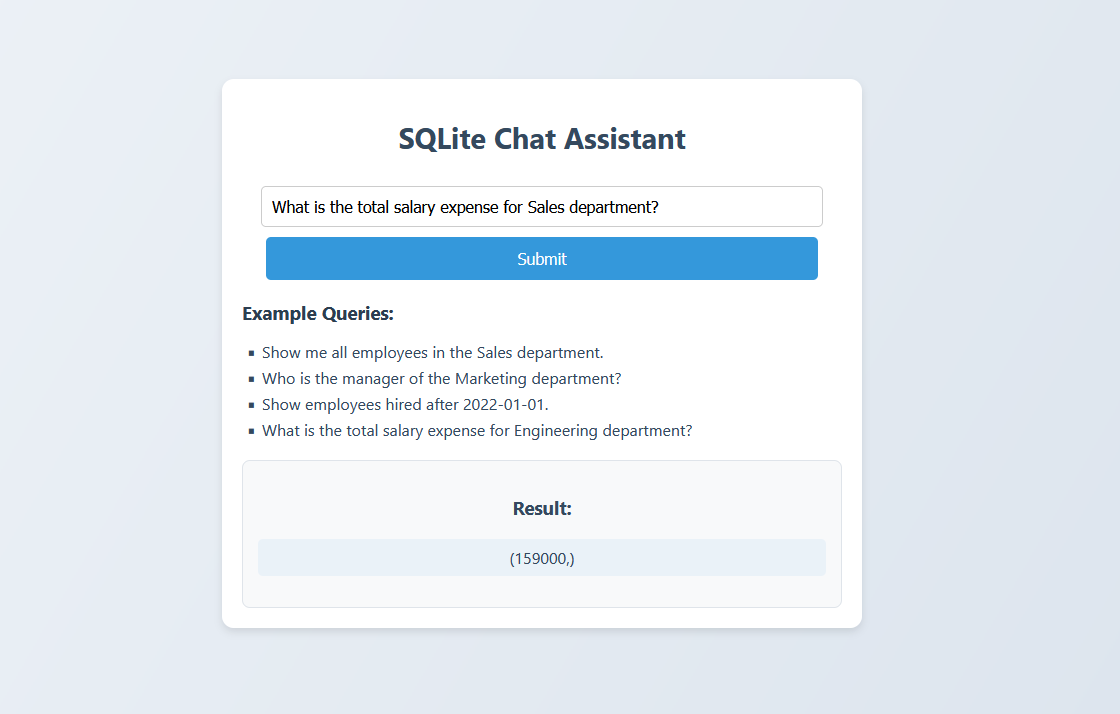 SQLite Chat Assistant
What is the total salary expense for Sales department?
Submit
Example Queries:
Show me all employees in the Sales department.
Who is the manager of the Marketing department?
Show employees hired after 2022-01-01.
What is the total salary expense for Engineering department?
Result:
(159000,)